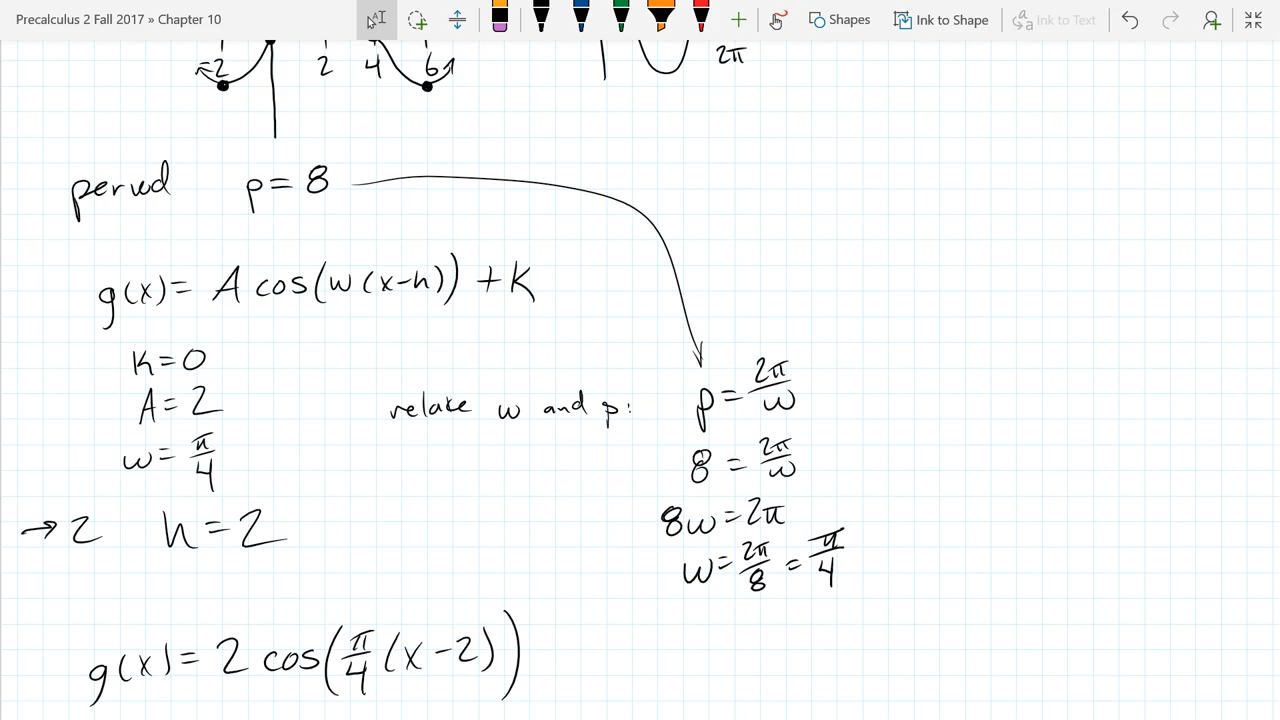 Precalculus 2 Fall 2017 » Chapter 10
Shapes Ink to Shape Ink to Text
-2 2 4 6 2π
period p = 8
g(x) = A cos(w(x-h)) + K
K = 0
A = 2
w = π/4
relate w and p: p = 2π/w
8 = 2π/w
8w = 2π
w = 2π/8 = π/4
→ 2 h = 2
g(x) = 2 cos(π/4 (x-2))